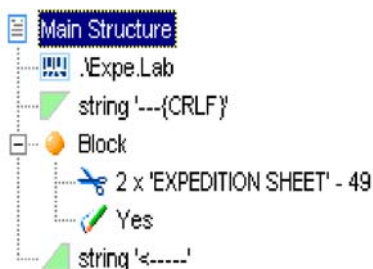 Main Structure
.\Expe.Lab
string '---{CRLF}'
Block
2 x 'EXPEDITION SHEET' - 49
Yes
string '<-----'